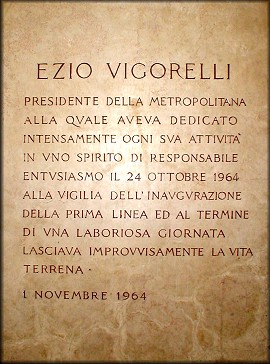 EZIO VIGORELLI
PRESIDENTE DELLA METROPOLITANA
ALLA QVALE AVEVA DEDICATO
INTENSAMENTE OGNI SVA ATTIVITA'
IN VNO SPIRITO DI RESPONSABILE
ENTVSIASMO IL 24 OTTOBRE 1964
ALLA VIGILIA DELL'INAVGVRAZIONE
DELLA PRIMA LINEA ED AL TERMINE
DI VNA LABORIOSA GIORNATA
LASCIAVA IMPROVVISAMENTE LA VITA
TERRENA ·
1 NOVEMBRE 1964